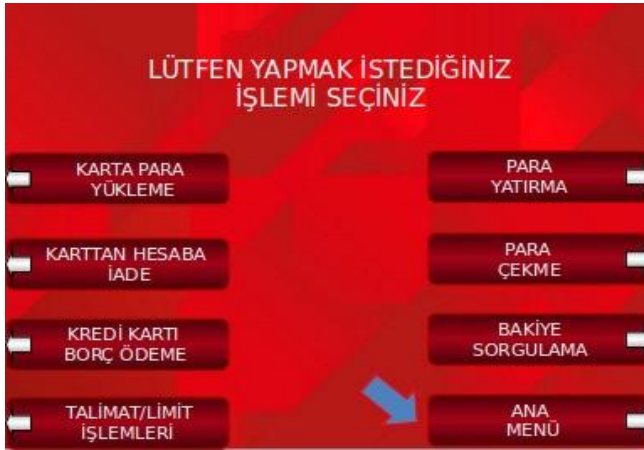 LÜTFEN YAPMAK İSTEDİĞİNİZ
İŞLEMİ SEÇİNİZ
KARTA PARA
YÜKLEME
PARA
YATIRMA
KARTTAN HESABA
İADE
PARA
ÇEKME
KREDİ KARTI
BORÇ ÖDEME
BAKİYE
SORGULAMA
TALİMAT/LİMİT
İŞLEMLERİ
ANA
MENÜ